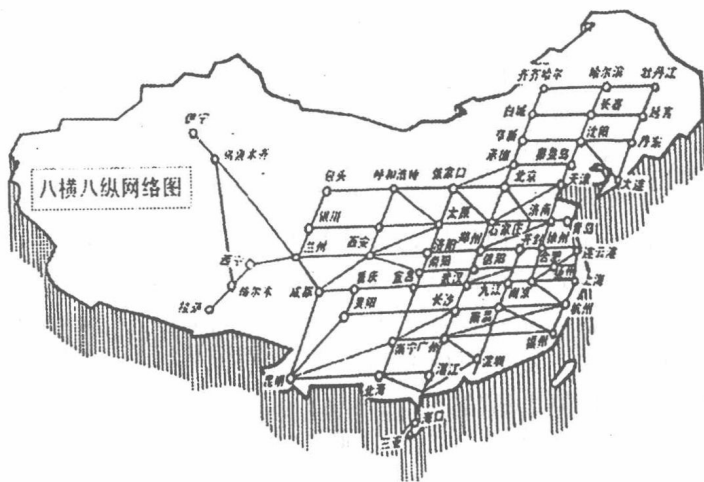 齐齐哈尔 哈尔滨 牡丹江
白城 长春 延吉
阜新 沈阳 丹东
伊宁
乌鲁木齐
承德 秦皇岛
八横八纵网络图
包头 呼和浩特 张家口 北京 天津 大连
银川 太原 石家庄 济南 青岛
兰州 西安 洛阳 郑州 开封 徐州 连云港
西宁 南阳 信阳 合肥
格尔木 成都 重庆 宜昌 武汉 九江 南京 上海
拉萨 贵阳 长沙 南昌 杭州
南宁 广州 福州
昆明 北海 湛江 深圳
海口
三亚